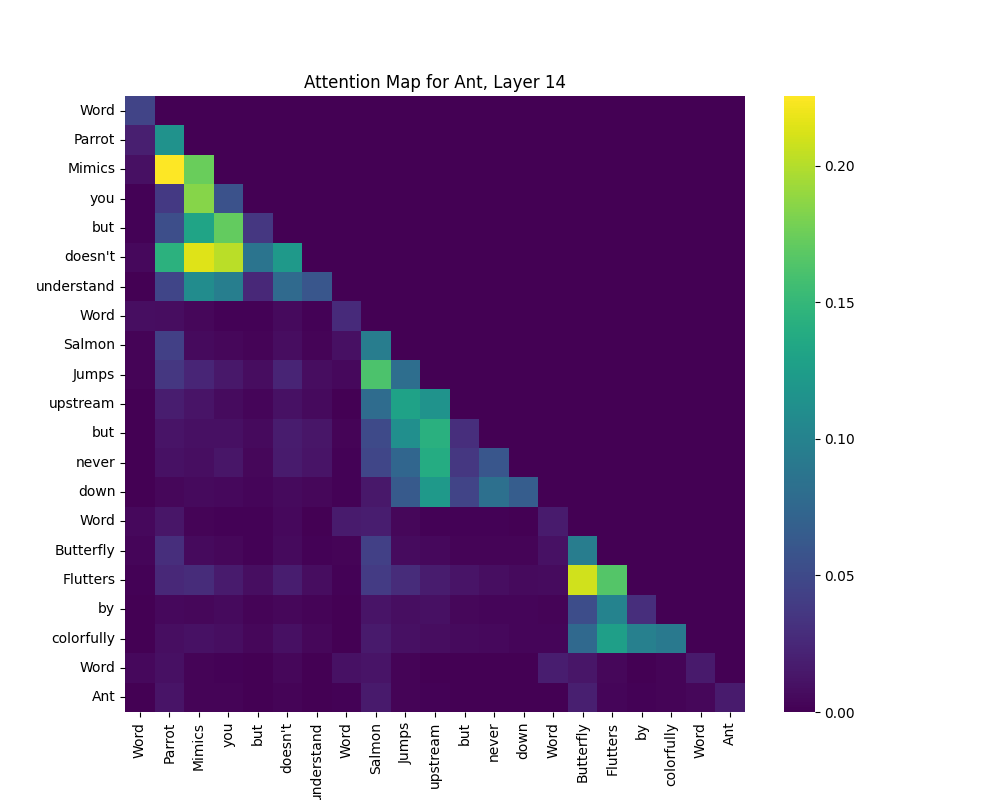 Attention Map for Ant, Layer 14
Word
Parrot
Mimics
you
but
doesn't
understand
Word
Salmon
Jumps
upstream
but
never
down
Word
Butterfly
Flutters
by
colorfully
Word
Ant
Word
Parrot
Mimics
you
but
doesn't
understand
Word
Salmon
Jumps
upstream
but
never
down
Word
Butterfly
Flutters
by
colorfully
Word
Ant
0.20
0.15
0.10
0.05
0.00